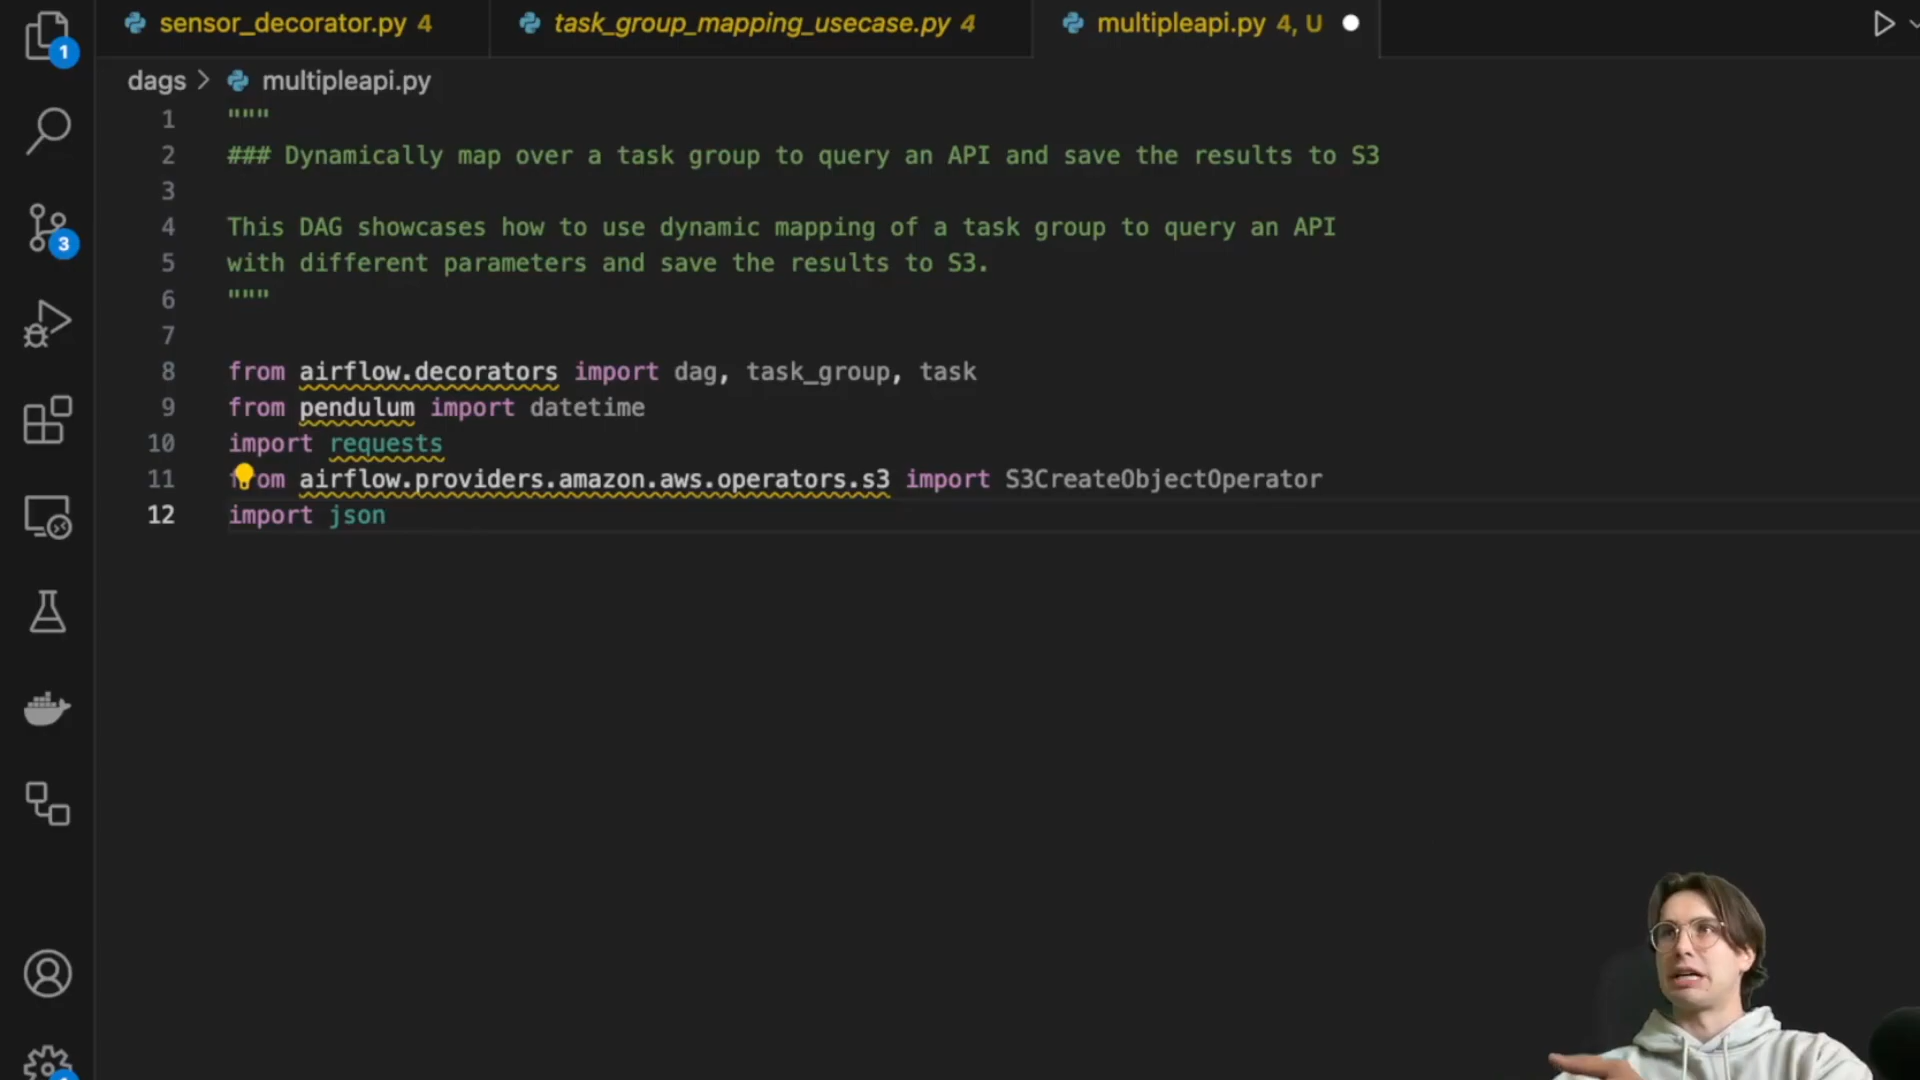 sensor_decorator.py 4
task_group_mapping_usecase.py 4
multipleapi.py 4, U
1
dags > multipleapi.py
1 """
2 ### Dynamically map over a task group to query an API and save the results to S3
3
4 This DAG showcases how to use dynamic mapping of a task group to query an API
5 with different parameters and save the results to S3.
6 """
7
8 from airflow.decorators import dag, task_group, task
9 from pendulum import datetime
10 import requests
11 from airflow.providers.amazon.aws.operators.s3 import S3CreateObjectOperator
12 import json
3